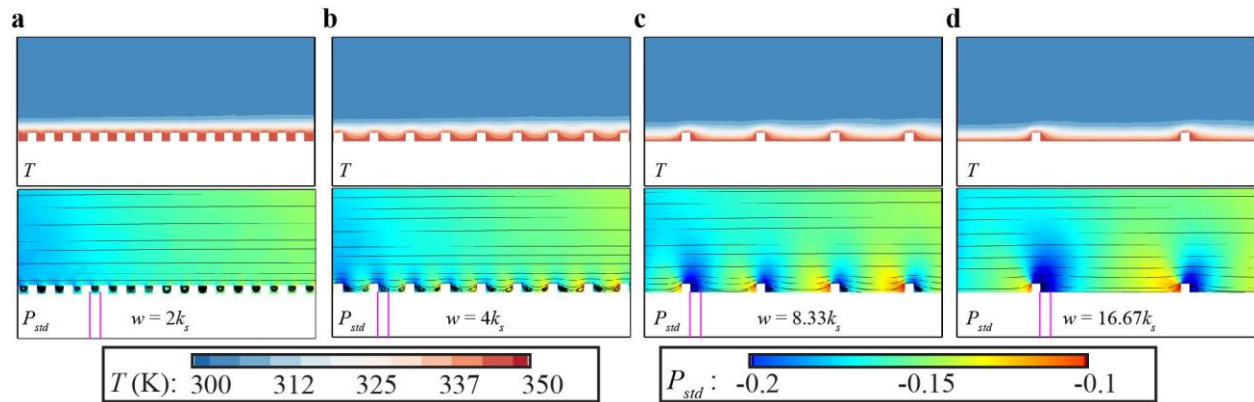 a b c d
T T T T
P_std w = 2k_s P_std w = 4k_s P_std w = 8.33k_s P_std w = 16.67k_s
T (K): 300 312 325 337 350
P_std : -0.2 -0.15 -0.1